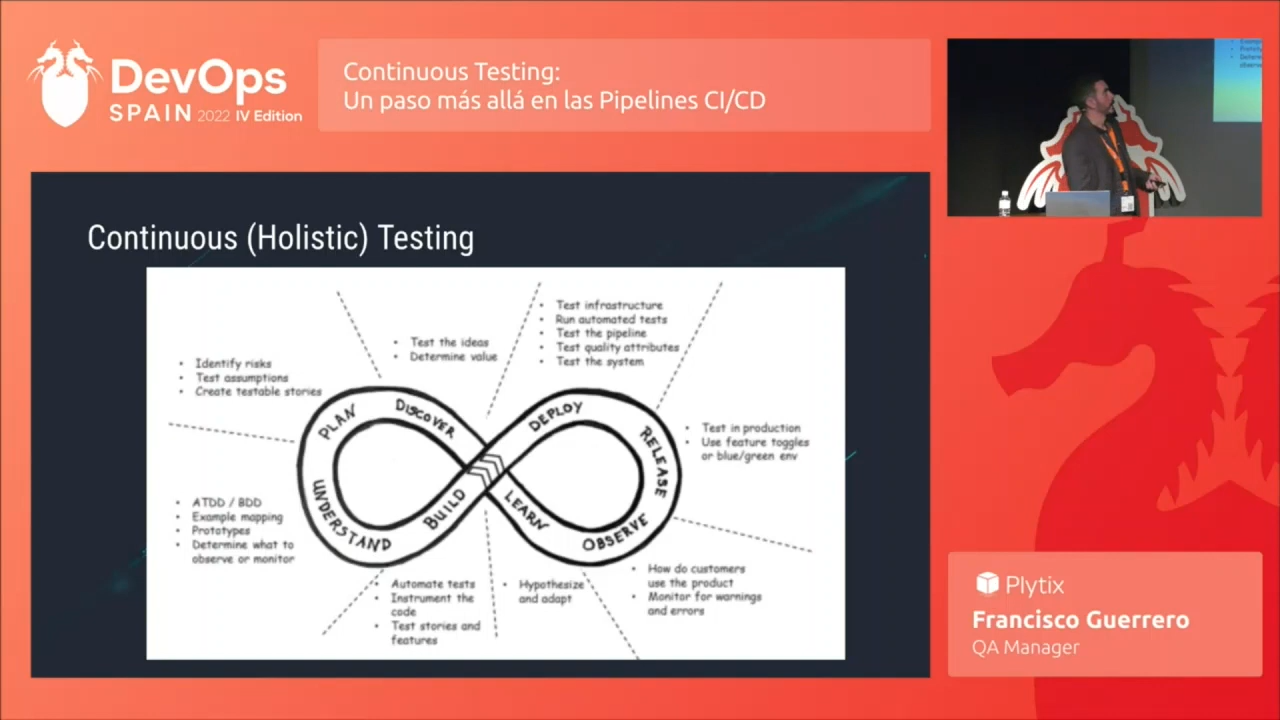 DevOps
SPAIN 2022 IV Edition
Continuous Testing:
Un paso más allá en las Pipelines CI/CD
Continuous (Holistic) Testing
• Identify risks
• Test assumptions
• Create testable stories
• Test the ideas
• Determine value
• Test infrastructure
• Run automated tests
• Test the pipeline
• Test quality attributes
• Test the system
• Test in production
• Use feature toggles
or blue/green env
PLAN
DISCOVER
DEPLOY
RELEASE
UNDERSTAND
BUILD
LEARN
OBSERVE
• ATDD / BDD
• Example mapping
• Prototypes
• Determine what to
observe or monitor
• Automate tests
• Instrument the
code
• Test stories and
features
• Hypothesize
and adapt
• How do customers
use the product
• Monitor for warnings
and errors
Plytix
Francisco Guerrero
QA Manager